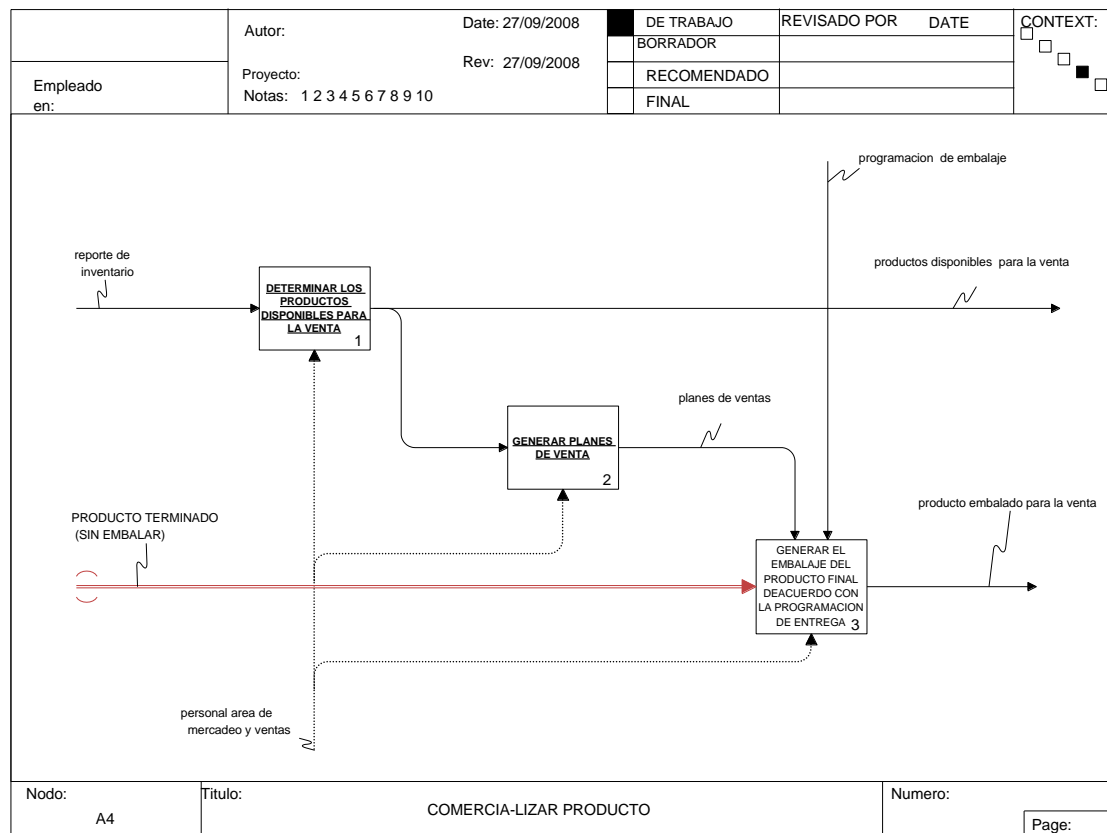 Empleado
en:
Autor:
Date: 27/09/2008
Rev: 27/09/2008
Proyecto:
Notas: 1 2 3 4 5 6 7 8 9 10
DE TRABAJO
BORRADOR
RECOMENDADO
FINAL
REVISADO POR
DATE
CONTEXT:
programacion de embalaje
reporte de
inventario
productos disponibles para la venta
DETERMINAR LOS
PRODUCTOS
DISPONIBLES PARA
LA VENTA
1
planes de ventas
GENERAR PLANES
DE VENTA
2
PRODUCTO TERMINADO
(SIN EMBALAR)
producto embalado para la venta
GENERAR EL
EMBALAJE DEL
PRODUCTO FINAL
DEACUERDO CON
LA PROGRAMACION
DE ENTREGA
3
personal area de
mercadeo y ventas
Nodo:
A4
Titulo:
COMERCIA-LIZAR PRODUCTO
Numero:
Page: